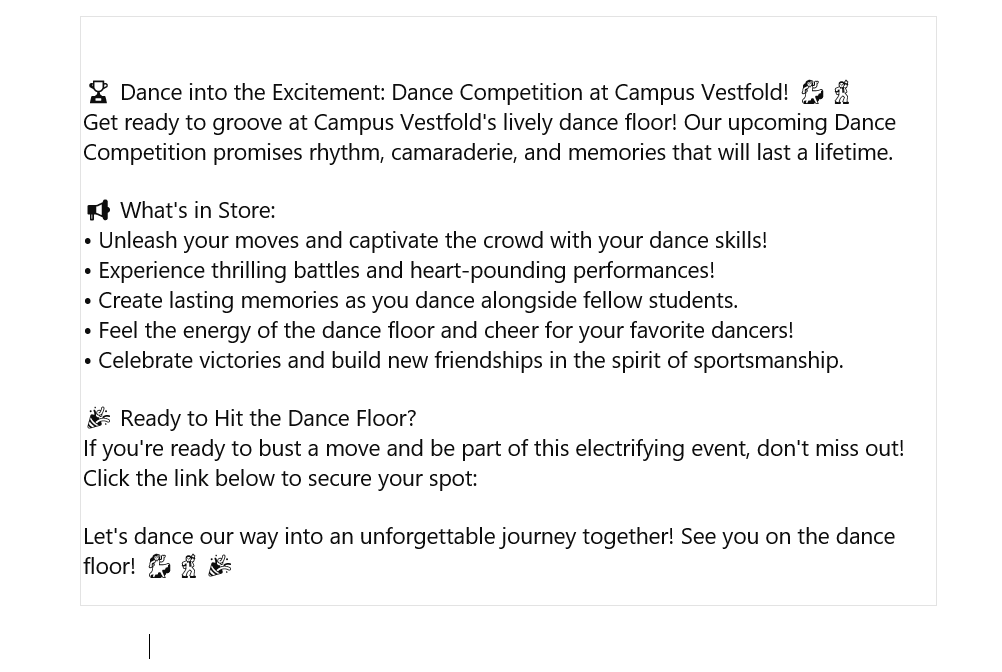 🏆 Dance into the Excitement: Dance Competition at Campus Vestfold! 💃🕺
Get ready to groove at Campus Vestfold's lively dance floor! Our upcoming Dance
Competition promises rhythm, camaraderie, and memories that will last a lifetime.
📢 What's in Store:
• Unleash your moves and captivate the crowd with your dance skills!
• Experience thrilling battles and heart-pounding performances!
• Create lasting memories as you dance alongside fellow students.
• Feel the energy of the dance floor and cheer for your favorite dancers!
• Celebrate victories and build new friendships in the spirit of sportsmanship.
🎉 Ready to Hit the Dance Floor?
If you're ready to bust a move and be part of this electrifying event, don't miss out!
Click the link below to secure your spot:
Let's dance our way into an unforgettable journey together! See you on the dance
floor! 💃🕺🎉